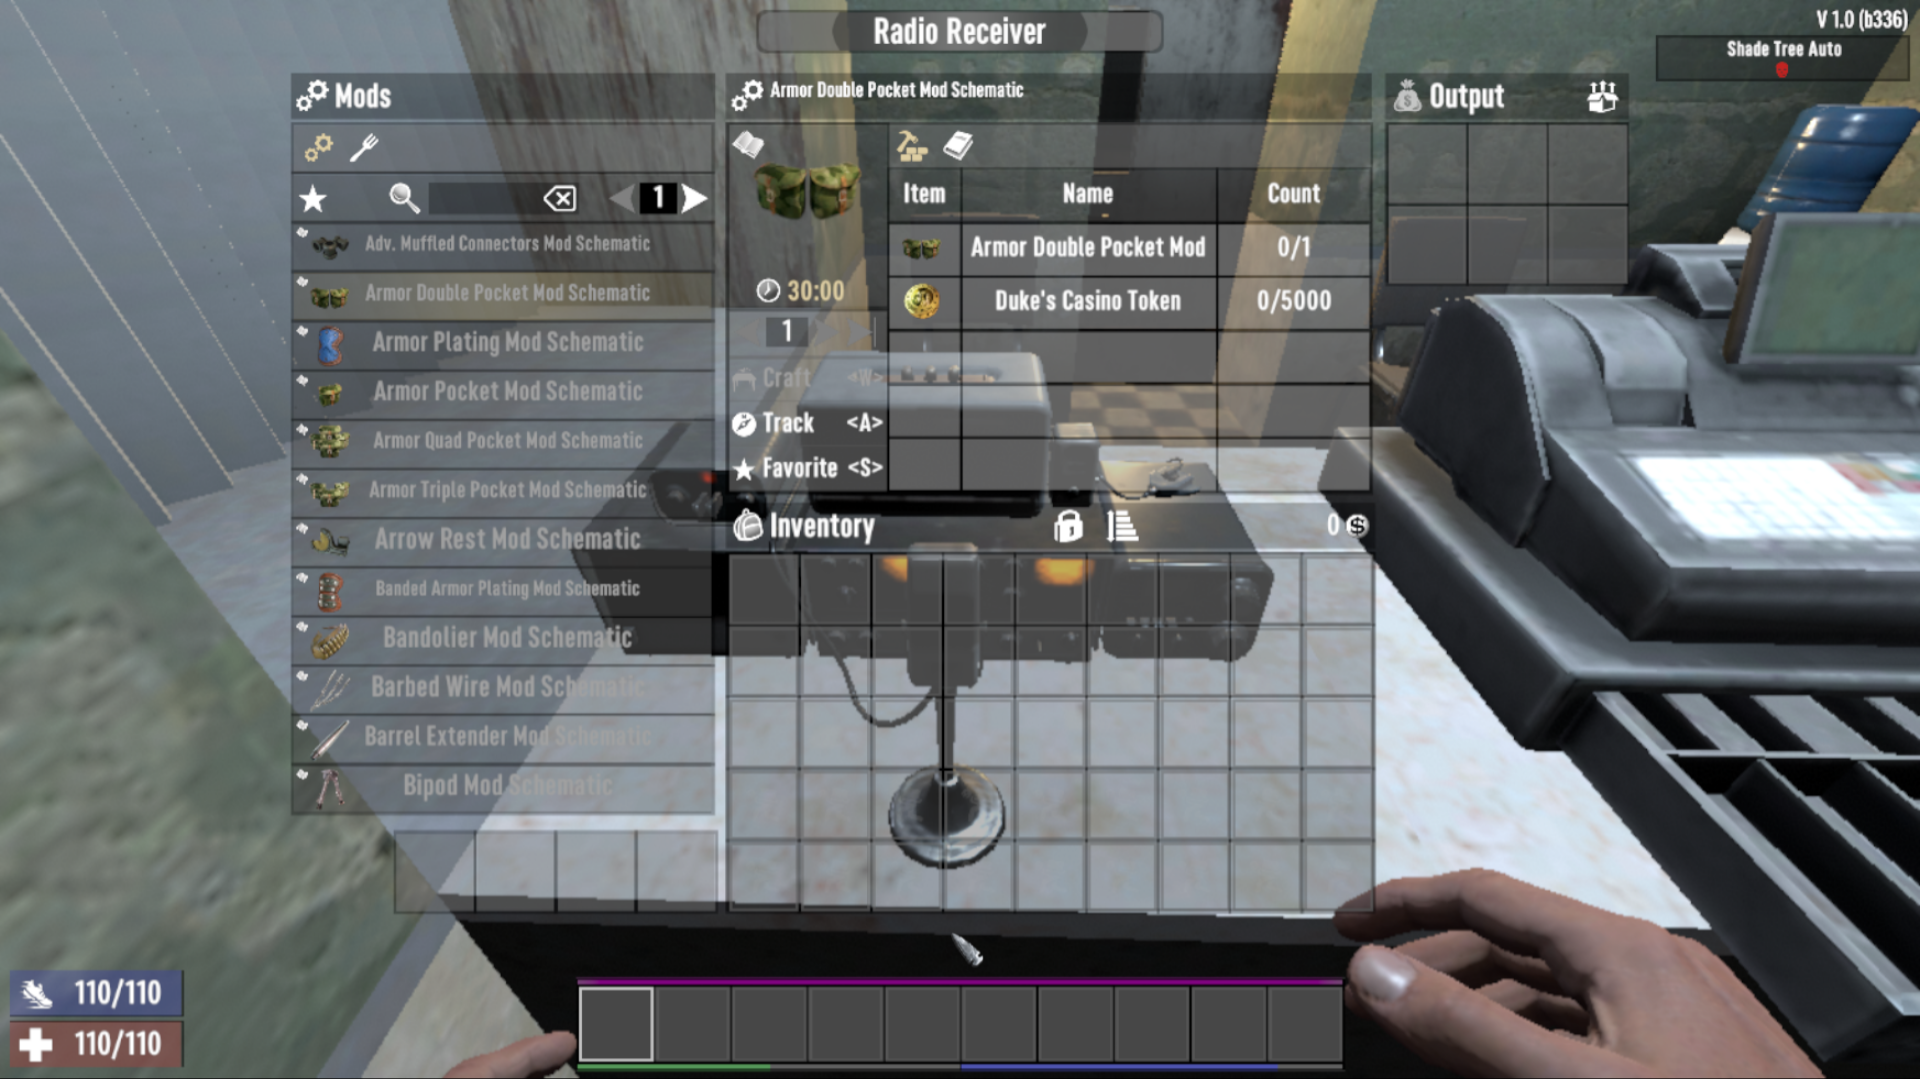 Radio Receiver
V 1.0 (b336)
Shade Tree Auto
Mods
Armor Double Pocket Mod Schematic
Output
1
Item Name Count
Adv. Muffled Connectors Mod Schematic
Armor Double Pocket Mod Schematic
Armor Plating Mod Schematic
Armor Pocket Mod Schematic
Armor Quad Pocket Mod Schematic
Armor Triple Pocket Mod Schematic
Arrow Rest Mod Schematic
Banded Armor Plating Mod Schematic
Bandolier Mod Schematic
Barbed Wire Mod Schematic
Barrel Extender Mod Schematic
Bipod Mod Schematic
Armor Double Pocket Mod 0/1
Duke's Casino Token 0/5000
30:00
1
Craft <W>
Track <A>
Favorite <S>
Inventory
0
110/110
110/110